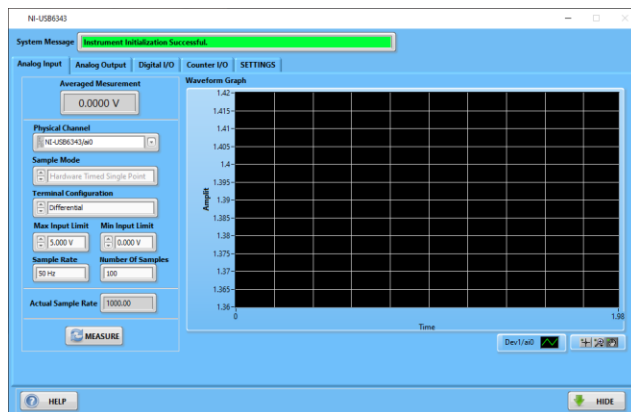 NI-USB6343
System Message Instrument Initialization Successful.
Analog Input Analog Output Digital I/O Counter I/O SETTINGS
Averaged Mesurement
0.0000 V
Physical Channel
NI-USB6343/ai0
Sample Mode
Hardware Timed Single Point
Terminal Configuration
Differential
Max Input Limit Min Input Limit
5.000 V 0.000 V
Sample Rate Number Of Samples
50 Hz 100
Actual Sample Rate 1000.00
MEASURE
Waveform Graph
1.42
1.415
1.41
1.405
1.4
1.395
1.39
1.385
1.38
1.375
1.37
1.365
1.36
Amplit
0 1.98
Time
Dev1/ai0
HELP HIDE